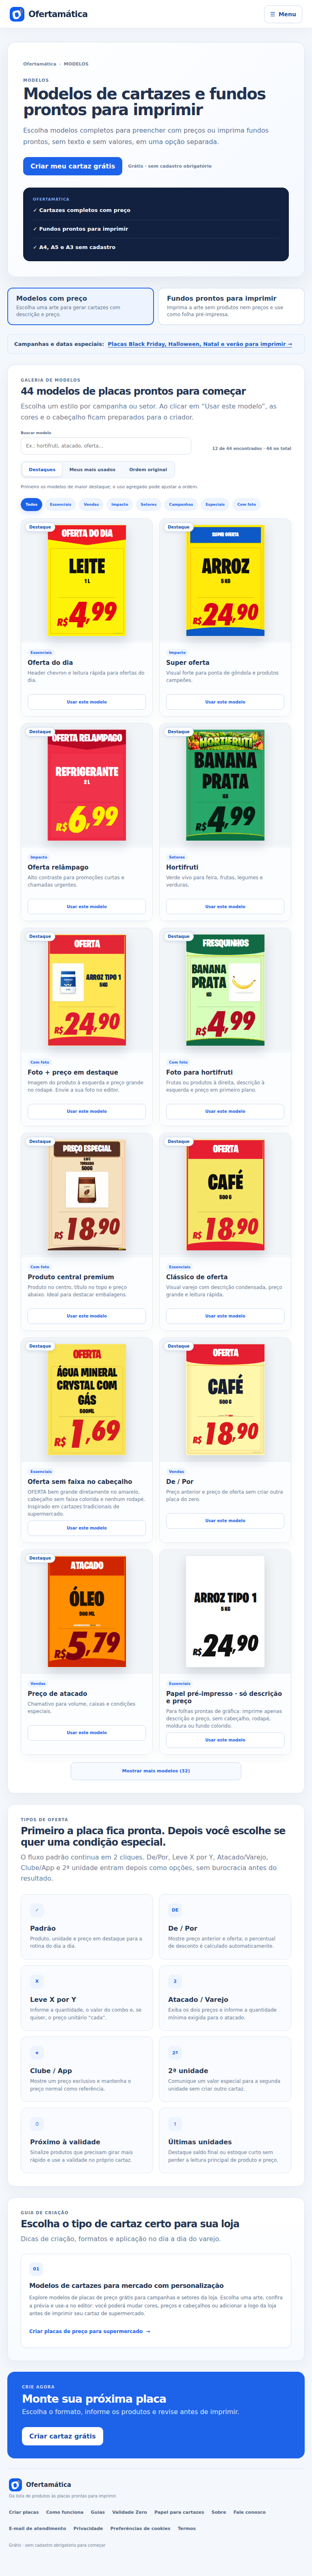 Ofertamática
☰ Menu
Ofertamática › MODELOS
MODELOS
Modelos de cartazes e fundos
prontos para imprimir
Escolha modelos completos para preencher com preços ou imprima fundos
prontos, sem texto e sem valores, em uma opção separada.
Criar meu cartaz grátis
Grátis · sem cadastro obrigatório
OFERTAMÁTICA
✓ Cartazes completos com preço
✓ Fundos prontos para imprimir
✓ A4, A5 e A3 sem cadastro
Modelos com preço
Escolha uma arte para gerar cartazes com
descrição e preço.
Fundos prontos para imprimir
Imprima a arte sem produtos nem preços e use
como folha pré-impressa.
Campanhas e datas especiais: Placas Black Friday, Halloween, Natal e verão para imprimir →
GALERIA DE MODELOS
44 modelos de placas prontos para começar
Escolha um estilo por campanha ou setor. Ao clicar em “Usar este modelo”, as
cores e o cabeçalho ficam preparados para o criador.
Buscar modelo
Ex.: hortifruti, atacado, oferta...
12 de 44 encontrados · 44 no total
Destaques
Meus mais usados
Ordem original
Primeiro os modelos de maior destaque; o uso agregado pode ajustar a ordem.
Todos
Essenciais
Vendas
Impacto
Setores
Campanhas
Especiais
Com foto
Destaque
OFERTA DO DIA
LEITE
1 L
R$4,99
Essenciais
Oferta do dia
Header chevron e leitura rápida para ofertas do
dia.
Usar este modelo
Destaque
SUPER OFERTA
ARROZ
5 KG
R$24,90
Impacto
Super oferta
Visual forte para ponta de gôndola e produtos
campeões.
Usar este modelo
Destaque
OFERTA RELÂMPAGO
REFRIGERANTE
2 L
R$6,99
Impacto
Oferta relâmpago
Alto contraste para promoções curtas e
chamadas urgentes.
Usar este modelo
Destaque
HORTIFRUTI
BANANA
PRATA
KG
R$4,99
Setores
Hortifruti
Verde vivo para feira, frutas, legumes e
verduras.
Usar este modelo
Destaque
OFERTA
ARROZ TIPO 1
5KG
R$24,90
Com foto
Foto + preço em destaque
Imagem do produto à esquerda e preço grande
no rodapé. Envie a sua foto no editor.
Usar este modelo
Destaque
FRESQUINHOS
BANANA
PRATA
KG
R$4,99
Com foto
Foto para hortifruti
Frutas ou produtos à direita, descrição à
esquerda e preço em primeiro plano.
Usar este modelo
Destaque
PREÇO ESPECIAL
CAFÉ
TORRADO
500G
R$18,90
Com foto
Produto central premium
Produto no centro, título no topo e preço
abaixo. Ideal para destacar embalagens.
Usar este modelo
Destaque
OFERTA
CAFÉ
500 G
R$18,90
Essenciais
Clássico de oferta
Visual varejo com descrição condensada, preço
grande e leitura rápida.
Usar este modelo
Destaque
OFERTA
ÁGUA MINERAL
CRYSTAL COM
GÁS
500ML
R$1,69
Essenciais
Oferta sem faixa no cabeçalho
OFERTA bem grande diretamente no amarelo,
cabeçalho sem faixa colorida e nenhum rodapé.
Inspirado em cartazes tradicionais de
supermercado.
Usar este modelo
Destaque
OFERTA
CAFÉ
500 G
R$18,90
Vendas
De / Por
Preço anterior e preço de oferta sem criar outra
placa do zero.
Usar este modelo
Destaque
ATACADO
ÓLEO
900 ML
R$5,79
Vendas
Preço de atacado
Chamativo para volume, caixas e condições
especiais.
Usar este modelo
ARROZ TIPO 1
5 KG
R$24,90
Essenciais
Papel pré-impresso · só descrição
e preço
Para folhas prontas de gráfica. imprime apenas
descrição e preço, sem cabeçalho, rodapé,
moldura ou fundo colorido.
Usar este modelo
Mostrar mais modelos (32)
TIPOS DE OFERTA
Primeiro a placa fica pronta. Depois você escolhe se
quer uma condição especial.
O fluxo padrão continua em 2 cliques. De/Por, Leve X por Y, Atacado/Varejo,
Clube/App e 2ª unidade entram depois como opções, sem burocracia antes do
resultado.
✓
Padrão
Produto, unidade e preço em destaque para a
rotina do dia a dia.
DE
De / Por
Mostre preço anterior e oferta; o percentual
de desconto é calculado automaticamente.
X
Leve X por Y
Informe a quantidade, o valor do combo e, se
quiser, o preço unitário “cada”.
2
Atacado / Varejo
Exiba os dois preços e informe a quantidade
mínima exigida para o atacado.
★
Clube / App
Mostre um preço exclusivo e mantenha o
preço normal como referência.
2ª
2ª unidade
Comunique um valor especial para a segunda
unidade sem criar outro cartaz.
Próximo à validade
Sinalize produtos que precisam girar mais
rápido e use a validade no próprio cartaz.
Últimas unidades
Destaque saldo final ou estoque curto sem
perder a leitura principal de produto e preço.
GUIA DE CRIAÇÃO
Escolha o tipo de cartaz certo para sua loja
Dicas de criação, formatos e aplicação no dia a dia do varejo.
01
Modelos de cartazes para mercado com personalização
Explore modelos de placas de preço grátis para campanhas e setores da loja. Escolha uma arte, confira
a prévia e use-a no editor: você poderá mudar cores, preços e cabeçalhos ou adicionar a logo da loja
antes de imprimir seu cartaz de supermercado.
Criar placas de preço para supermercado →
CRIE AGORA
Monte sua próxima placa
Escolha o formato, informe os produtos e revise antes de imprimir.
Criar cartaz grátis
Ofertamática
Da lista de produtos às placas prontas para imprimir.
Criar placas
Como funciona
Guias
Validade Zero
Papel para cartazes
Sobre
Fale conosco
E-mail de atendimento
Privacidade
Preferências de cookies
Termos
Grátis · sem cadastro obrigatório para começar